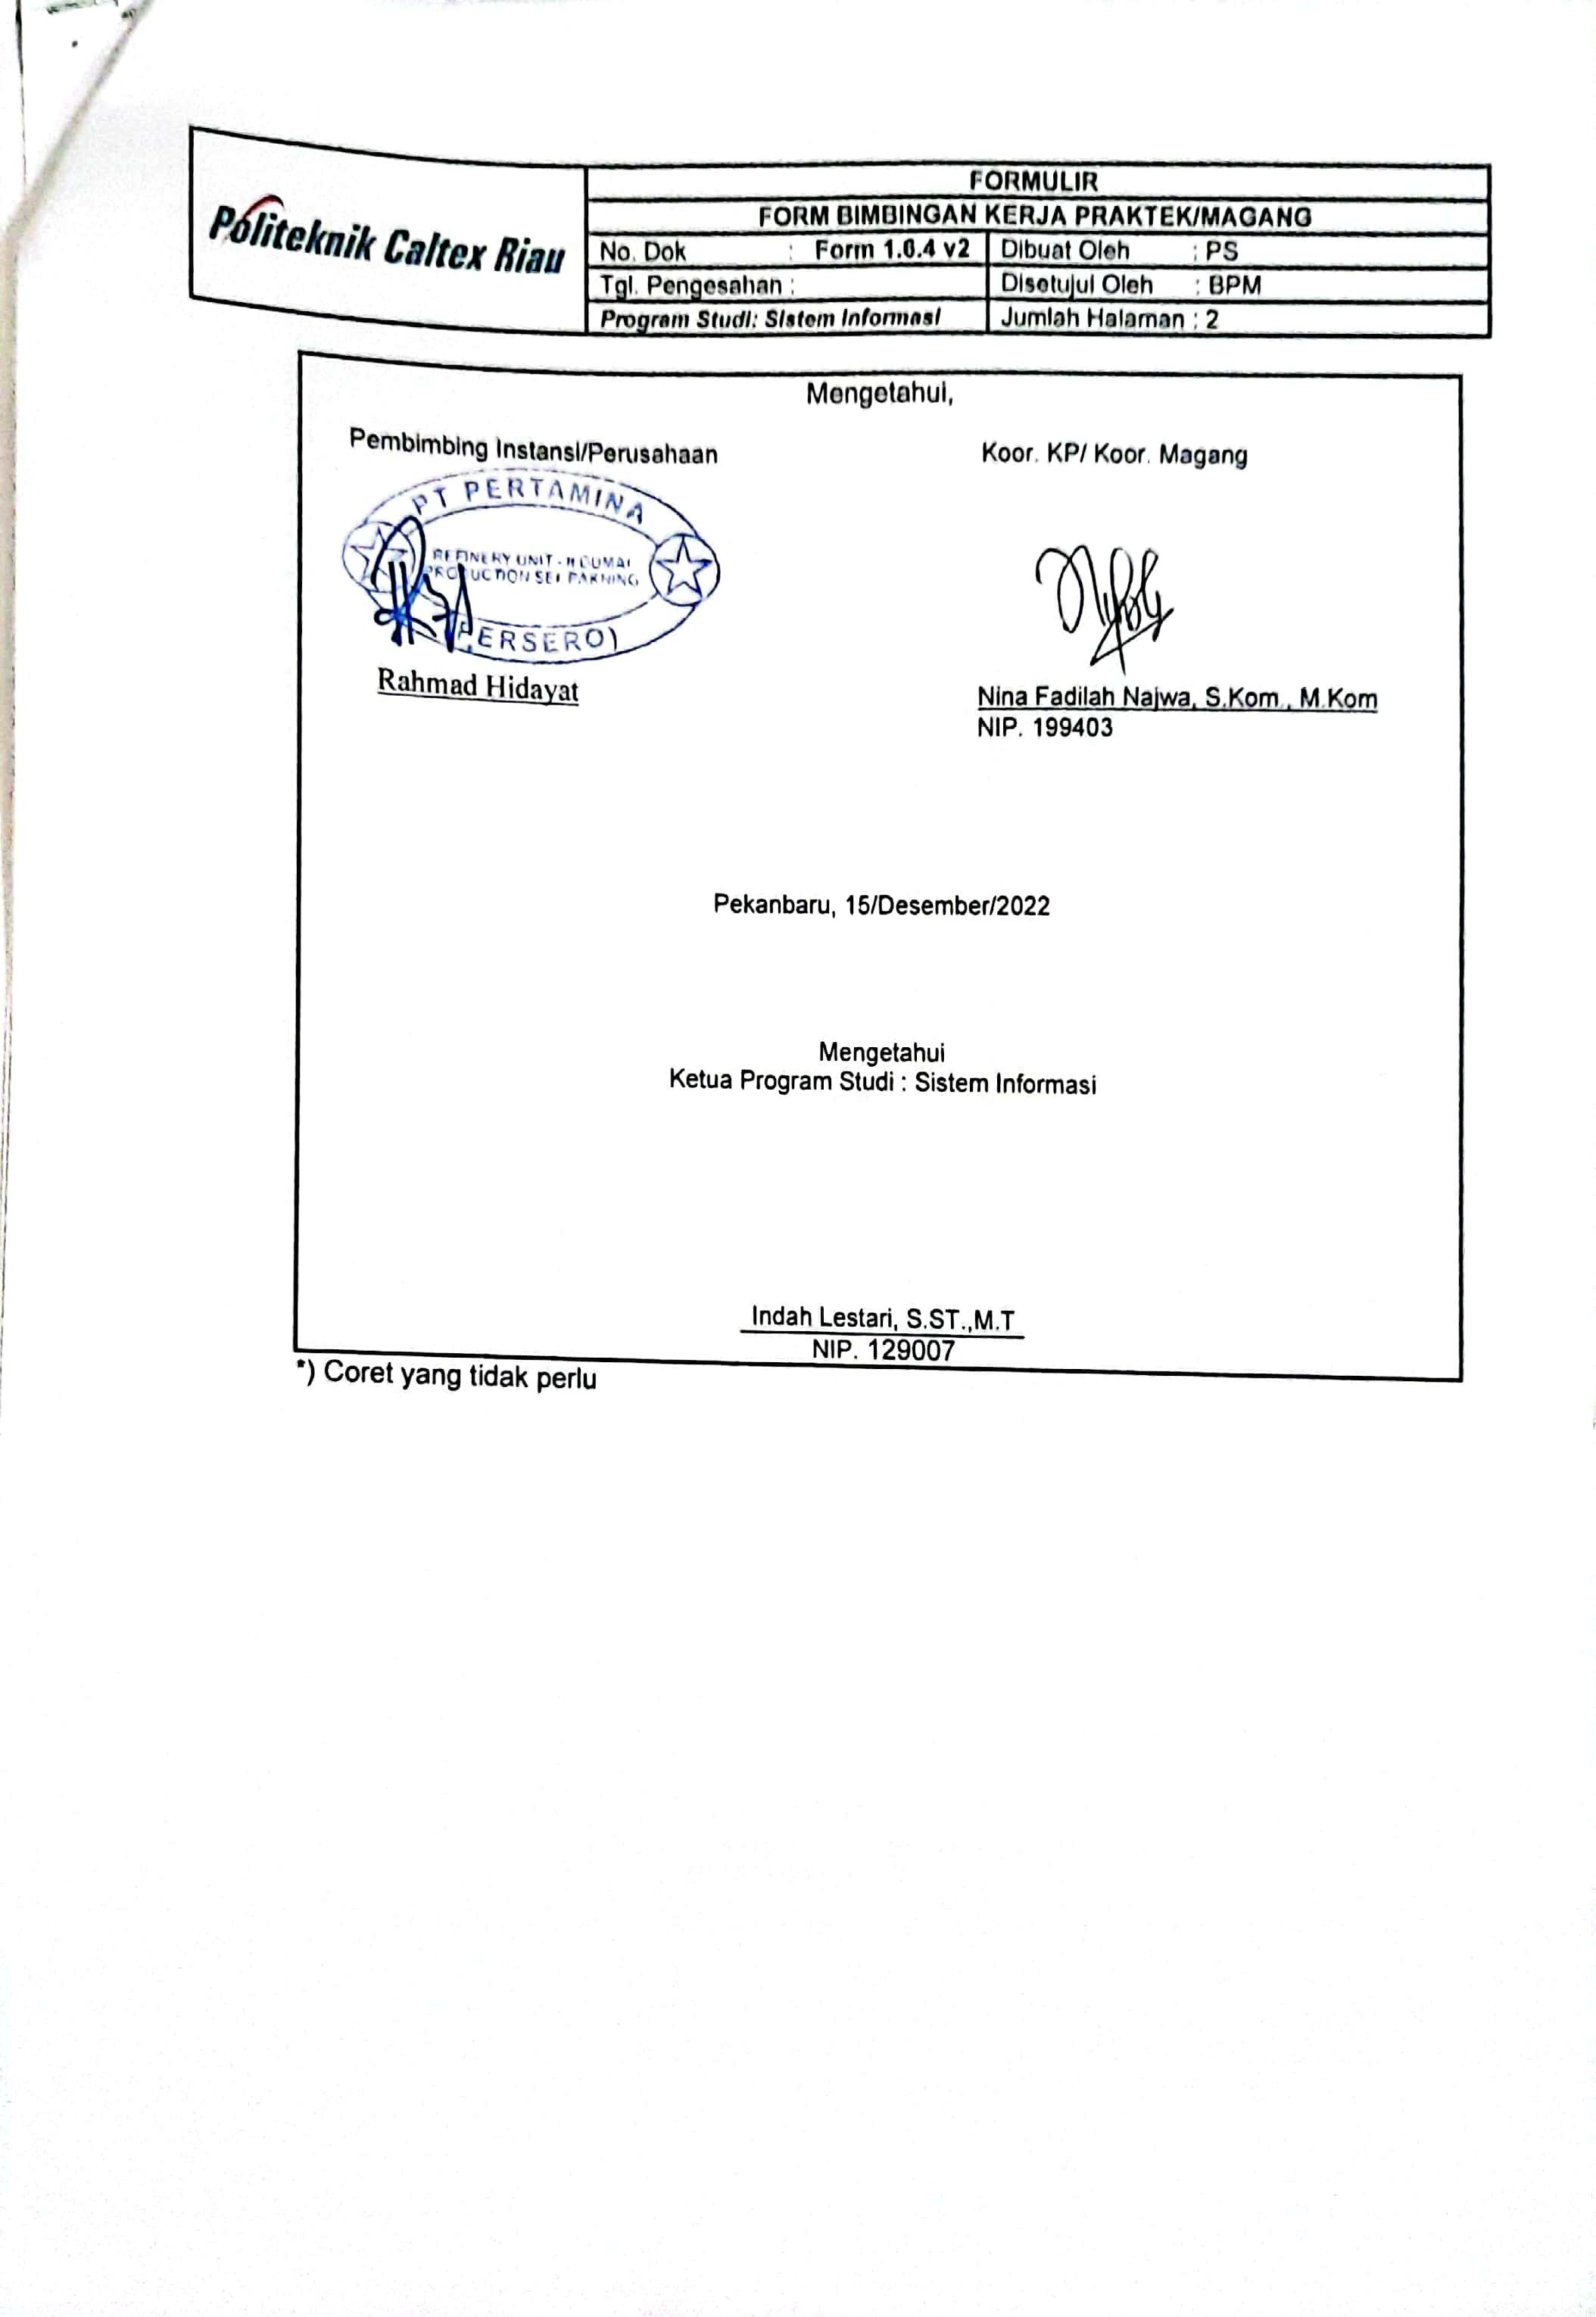 Politeknik Caltex Riau
FORMULIR
FORM BIMBINGAN KERJA PRAKTEK/MAGANG
No. Dok : Form 1.0.4 v2 Dibuat Oleh : PS
Tgl. Pengesahan : Disetujui Oleh : BPM
Program Studi: Sistem Informasi Jumlah Halaman : 2
Mengetahui,
Pembimbing Instansi/Perusahaan Koor. KP/ Koor. Magang
PT PERTAMINA
REFINERY UNIT - II DUMAI
PRODUCTION SEI PAKNING
(PERSERO)
Rahmad Hidayat
Nina Fadilah Najwa, S.Kom., M.Kom
NIP. 199403
Pekanbaru, 15/Desember/2022
Mengetahui
Ketua Program Studi : Sistem Informasi
Indah Lestari, S.ST.,M.T
NIP. 129007
*) Coret yang tidak perlu